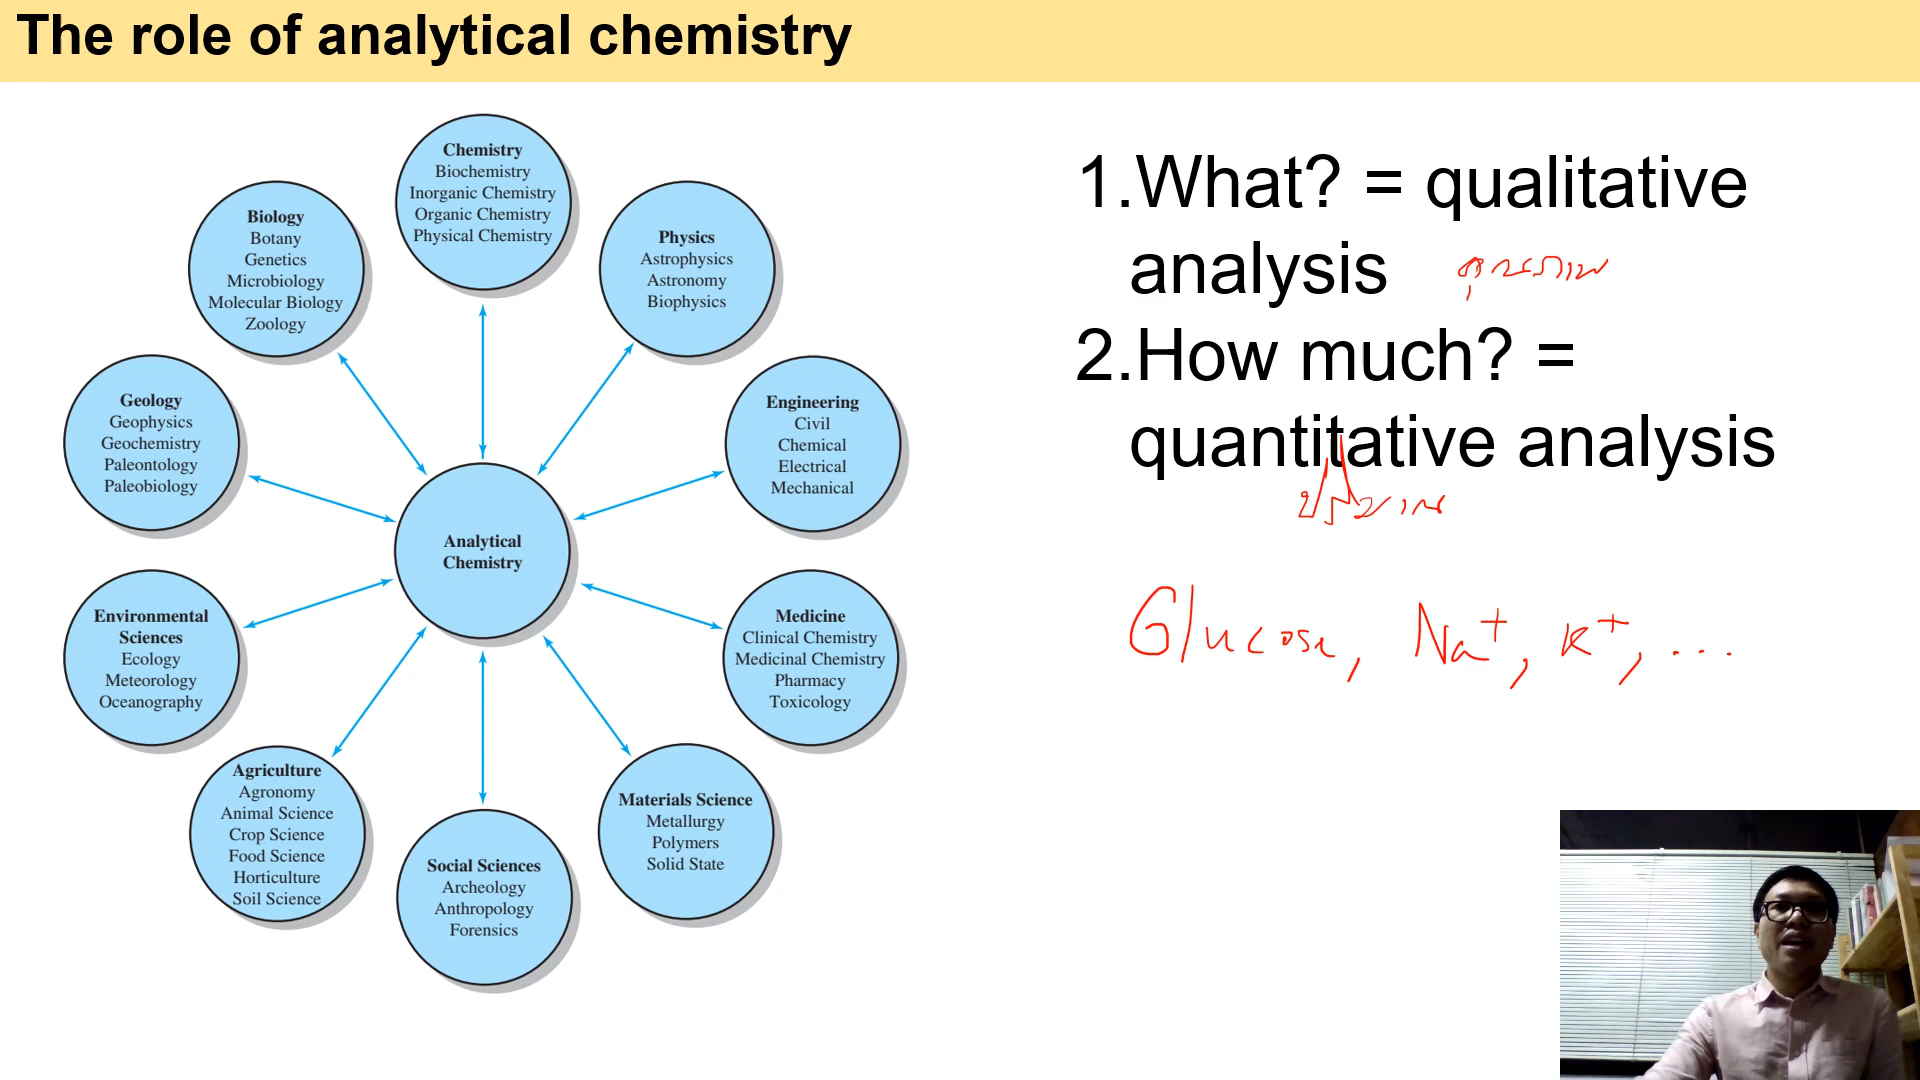 The role of analytical chemistry
Chemistry
Biochemistry
Inorganic Chemistry
Organic Chemistry
Physical Chemistry
Biology
Botany
Genetics
Microbiology
Molecular Biology
Zoology
Physics
Astrophysics
Astronomy
Biophysics
Geology
Geophysics
Geochemistry
Paleontology
Paleobiology
Engineering
Civil
Chemical
Electrical
Mechanical
Analytical
Chemistry
Environmental
Sciences
Ecology
Meteorology
Oceanography
Medicine
Clinical Chemistry
Medicinal Chemistry
Pharmacy
Toxicology
Agriculture
Agronomy
Animal Science
Crop Science
Food Science
Horticulture
Soil Science
Social Sciences
Archeology
Anthropology
Forensics
Materials Science
Metallurgy
Polymers
Solid State
1.What? = qualitative
analysis
2.How much? =
quantitative analysis
Glucose, Na⁺, K⁺, ...